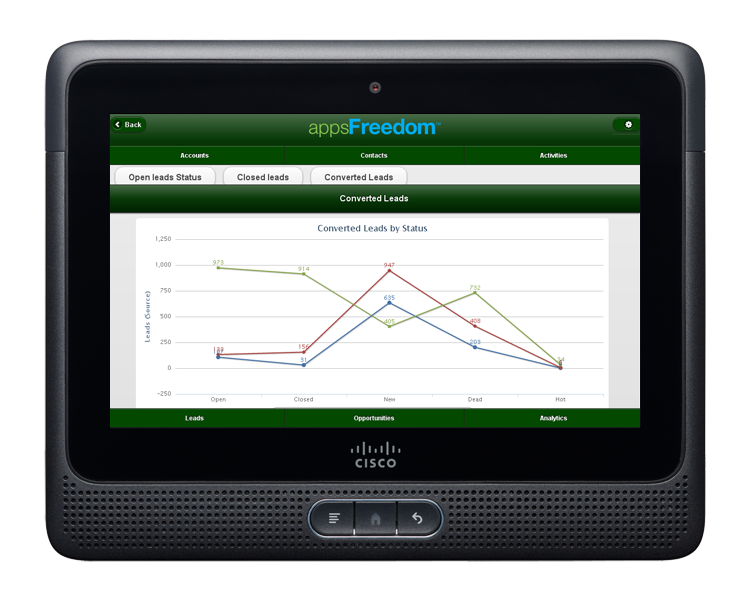 Back
appsFreedom™
Accounts Contacts Activities
Open leads Status Closed leads Converted Leads
Converted Leads
Converted Leads by Status
Leads (Source)
1,250
1,000
750
500
250
0
−250
973
914
405
732
947
156
408
635
31
203
Open Closed New Dead Hot
Leads Opportunities Analytics
CISCO